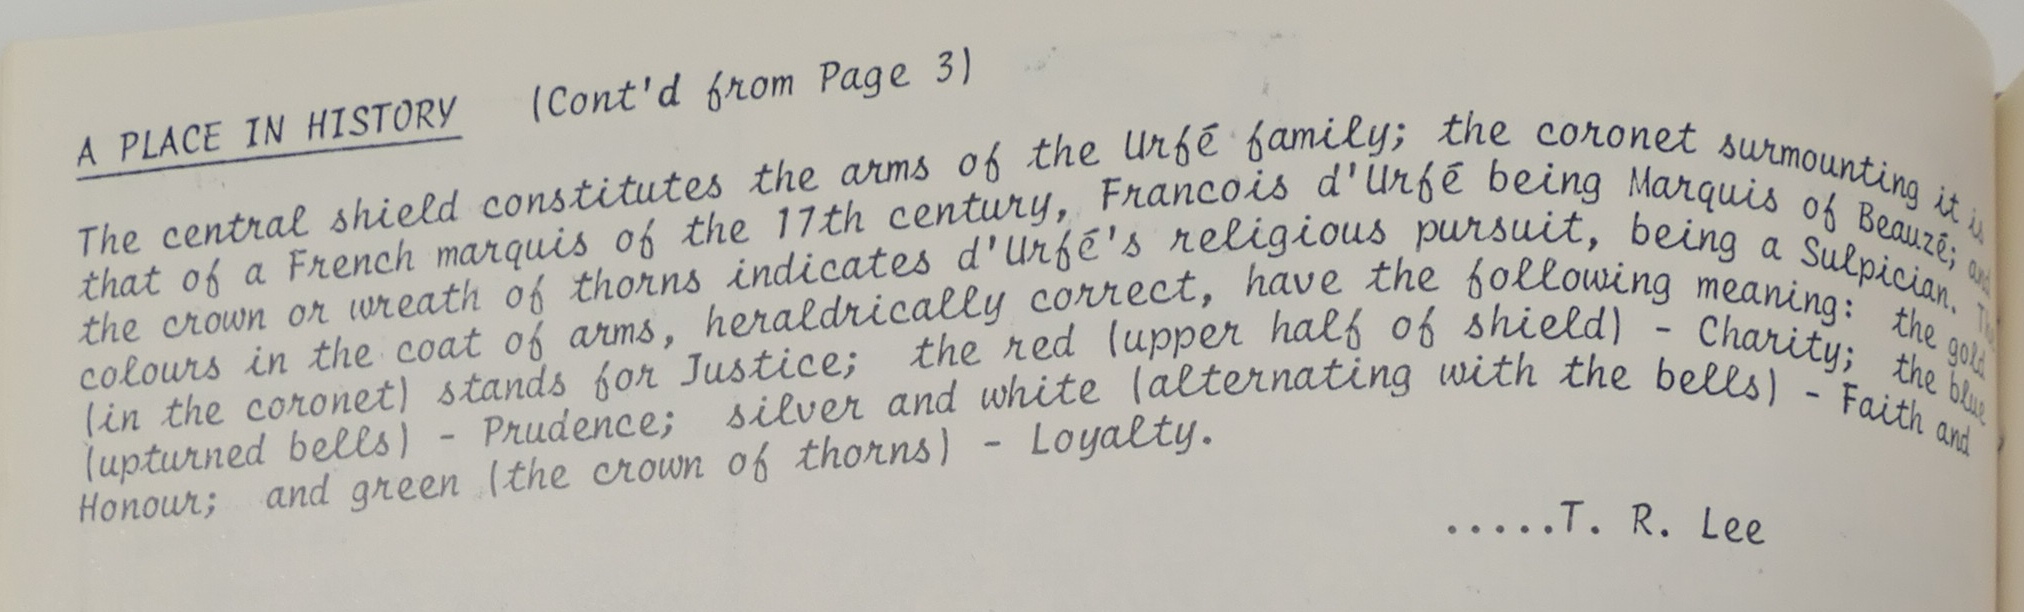 A PLACE IN HISTORY (Cont'd from Page 3)
The central shield constitutes the arms of the Urfé family; the coronet surmounting it is
that of a French marquis of the 17th century, Francois d'Urfé being Marquis of Beauzé; and
the crown or wreath of thorns indicates d'Urfé's religious pursuit, being a Sulpician. The
colours in the coat of arms, heraldrically correct, have the following meaning: the gold
(in the coronet) stands for Justice; the red (upper half of shield) - Charity; the blue
(upturned bells) - Prudence; silver and white (alternating with the bells) - Faith and
Honour; and green (the crown of thorns) - Loyalty.
.....T. R. Lee